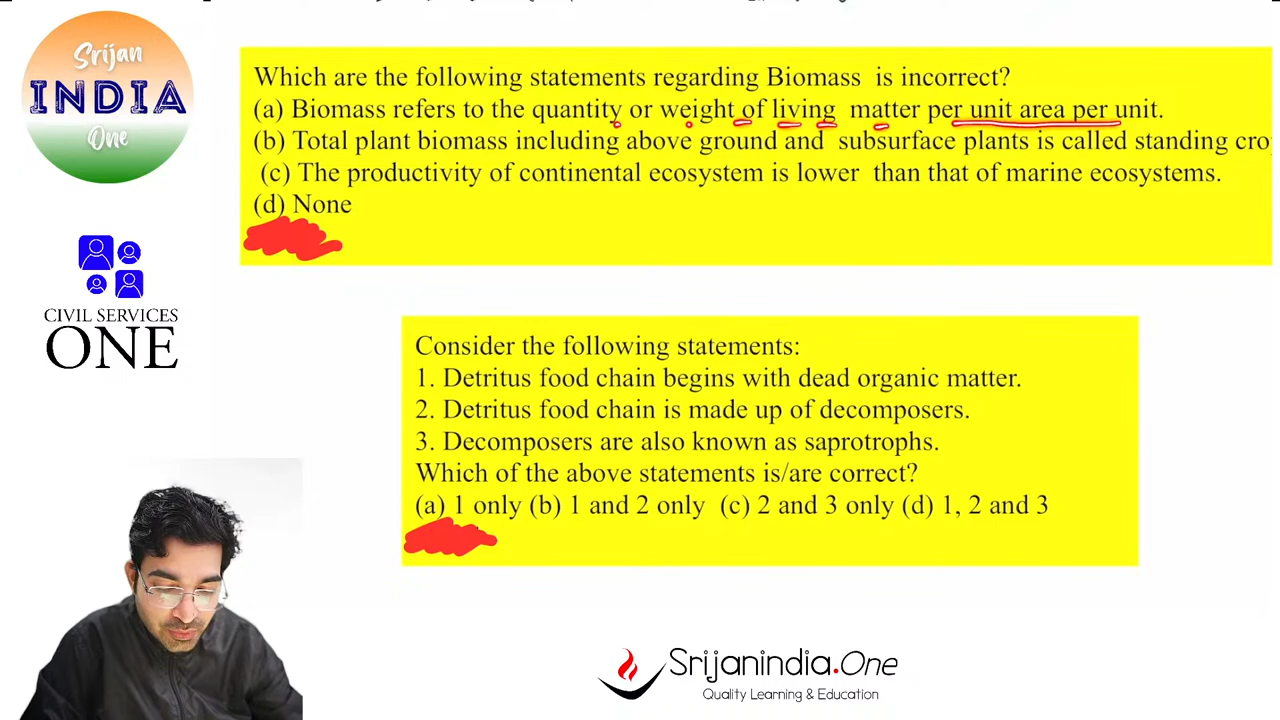 Srijan
INDIA
One
Which are the following statements regarding Biomass is incorrect?
(a) Biomass refers to the quantity or weight of living matter per unit area per unit.
(b) Total plant biomass including above ground and subsurface plants is called standing cro
(c) The productivity of continental ecosystem is lower than that of marine ecosystems.
(d) None
CIVIL SERVICES
ONE
Consider the following statements:
1. Detritus food chain begins with dead organic matter.
2. Detritus food chain is made up of decomposers.
3. Decomposers are also known as saprotrophs.
Which of the above statements is/are correct?
(a) 1 only (b) 1 and 2 only (c) 2 and 3 only (d) 1, 2 and 3
Srijanindia.One
Quality Learning & Education